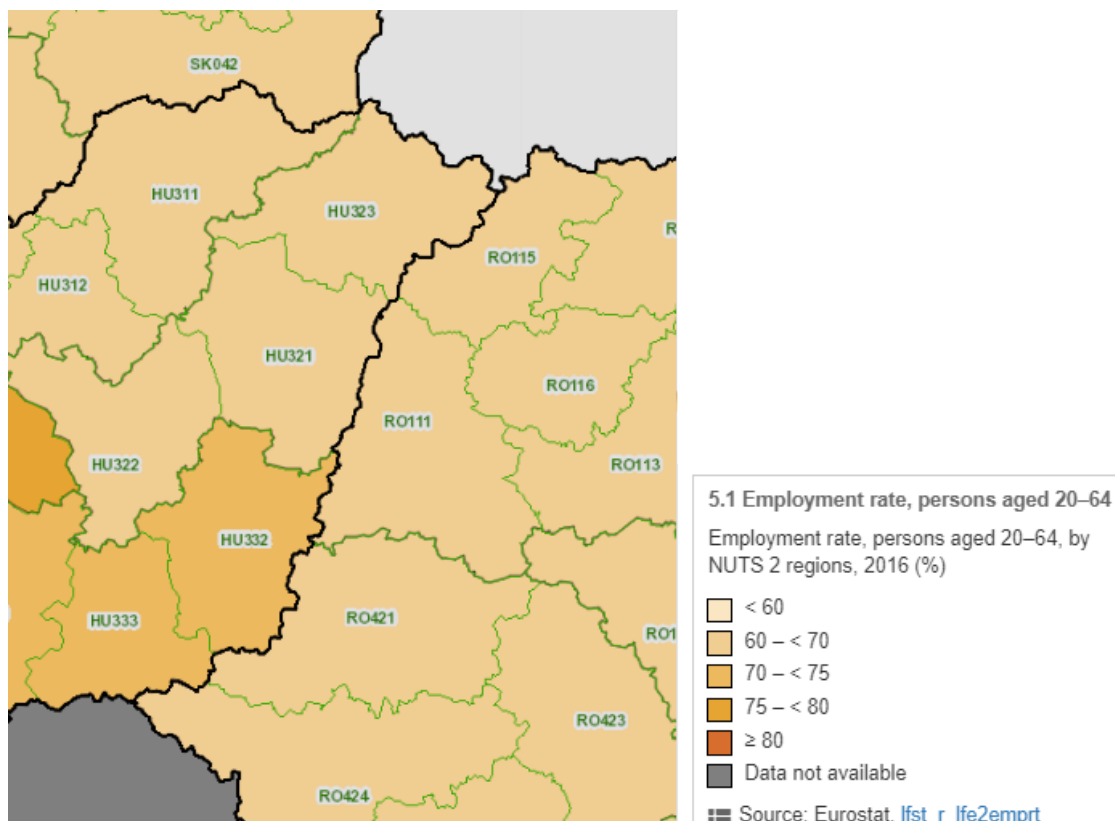 SK042
HU311
HU323
R
RO115
HU312
HU321
RO116
RO111
HU322
RO113
HU332
HU333
RO421
RO1
RO423
RO424
5.1 Employment rate, persons aged 20–64
Employment rate, persons aged 20–64, by
NUTS 2 regions, 2016 (%)
< 60
60 – < 70
70 – < 75
75 – < 80
≥ 80
Data not available
Source: Eurostat, lfst_r_lfe2emprt